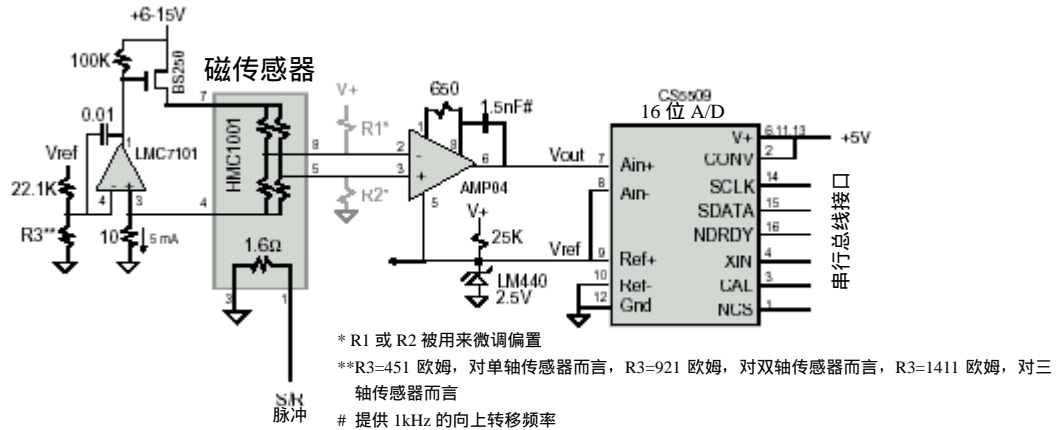 +6-15V
100K
BS250
磁传感器
7
0.01
Vref
1
LMC7101
22.1K
4
3
R3**
10
5 mA
HMC1001
4
8
5
1.6Ω
3
1
S/R
脉冲
V+
R1*
R2*
650
1.5nF#
1
8
2
-
3
+
6
5
AMP04
V+
25K
Vref
LM440
2.5V
Vout
CS5509
16 位 A/D
7
Ain+
8
Ain-
9
Ref+
10
Ref-
12
Gnd
V+
6,11,13
+5V
CONV
2
SCLK
14
SDATA
15
NDRDY
16
XIN
4
CAL
3
NCS
1
串行总线接口
* R1 或 R2 被用来微调偏置
**R3=451 欧姆，对单轴传感器而言，R3=921 欧姆，对双轴传感器而言，R3=1411 欧姆，对三
轴传感器而言
# 提供 1kHz 的向上转移频率